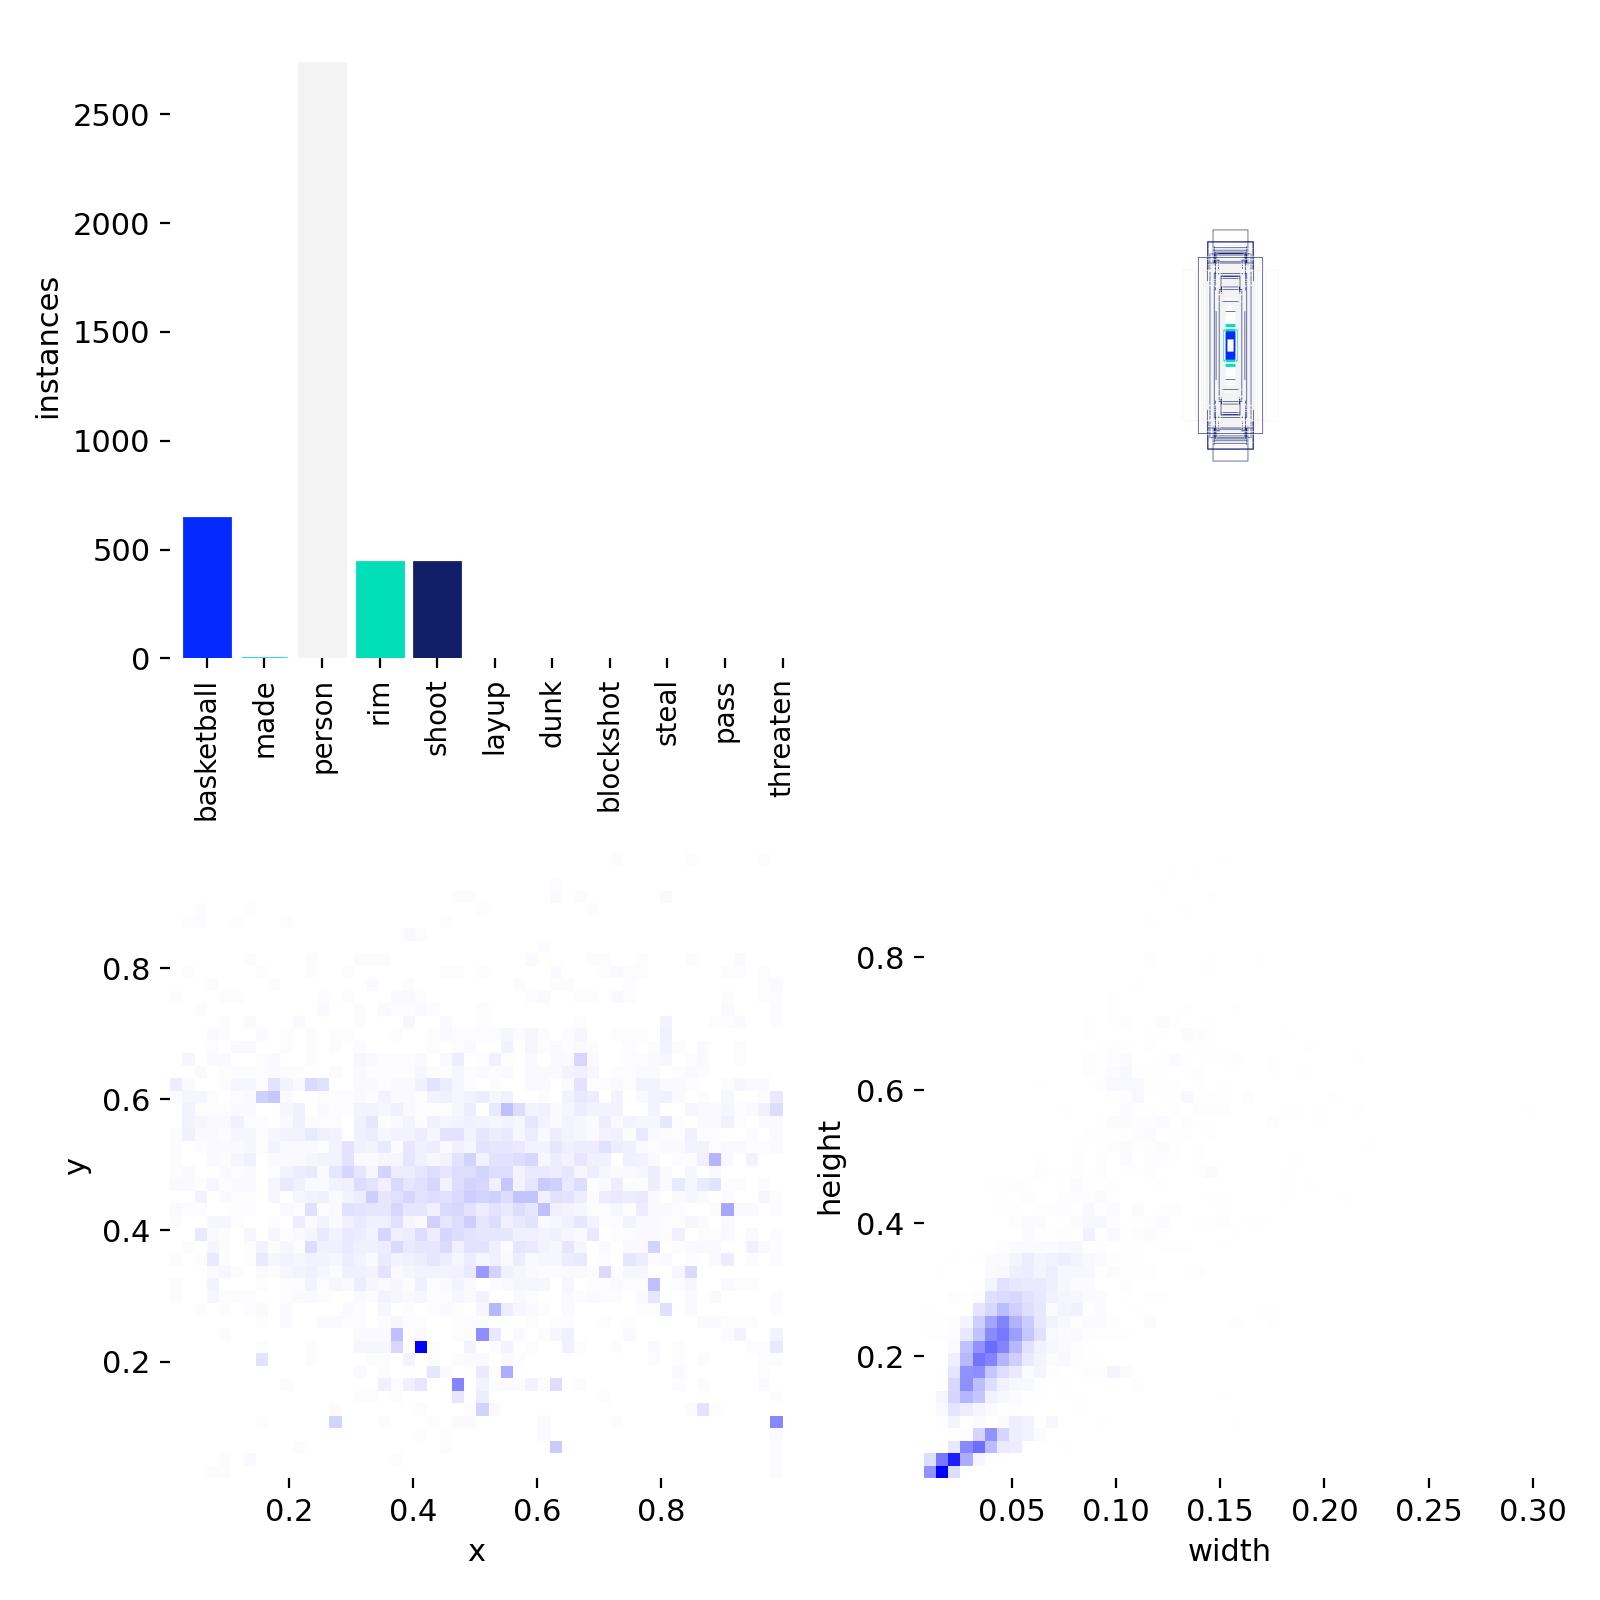 2500
2000
1500
1000
500
0
instances
basketball
made
person
rim
shoot
layup
dunk
blockshot
steal
pass
threaten
0.8
0.6
0.4
0.2
y
0.2 0.4 0.6 0.8
x
0.8
0.6
0.4
0.2
height
0.05 0.10 0.15 0.20 0.25 0.30
width